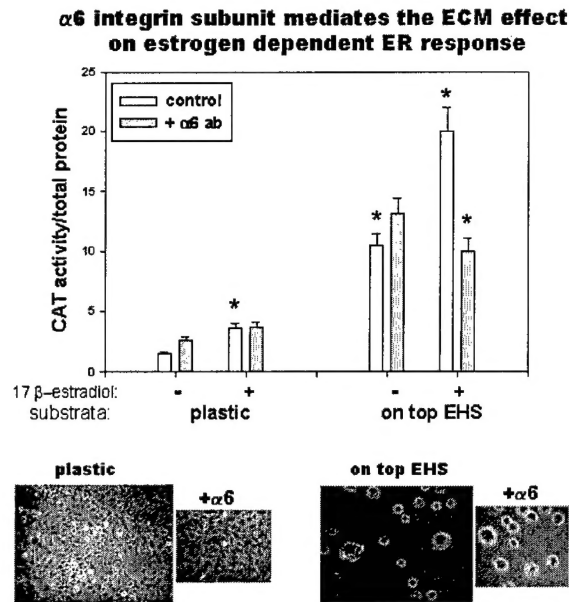 α6 integrin subunit mediates the ECM effect
on estrogen dependent ER response
25
20
15
10
5
0
CAT activity/total protein
control
+ α6 ab
*
*
*
*
17 β–estradiol: - + - +
substrata: plastic on top EHS
plastic
+α6
on top EHS
+α6